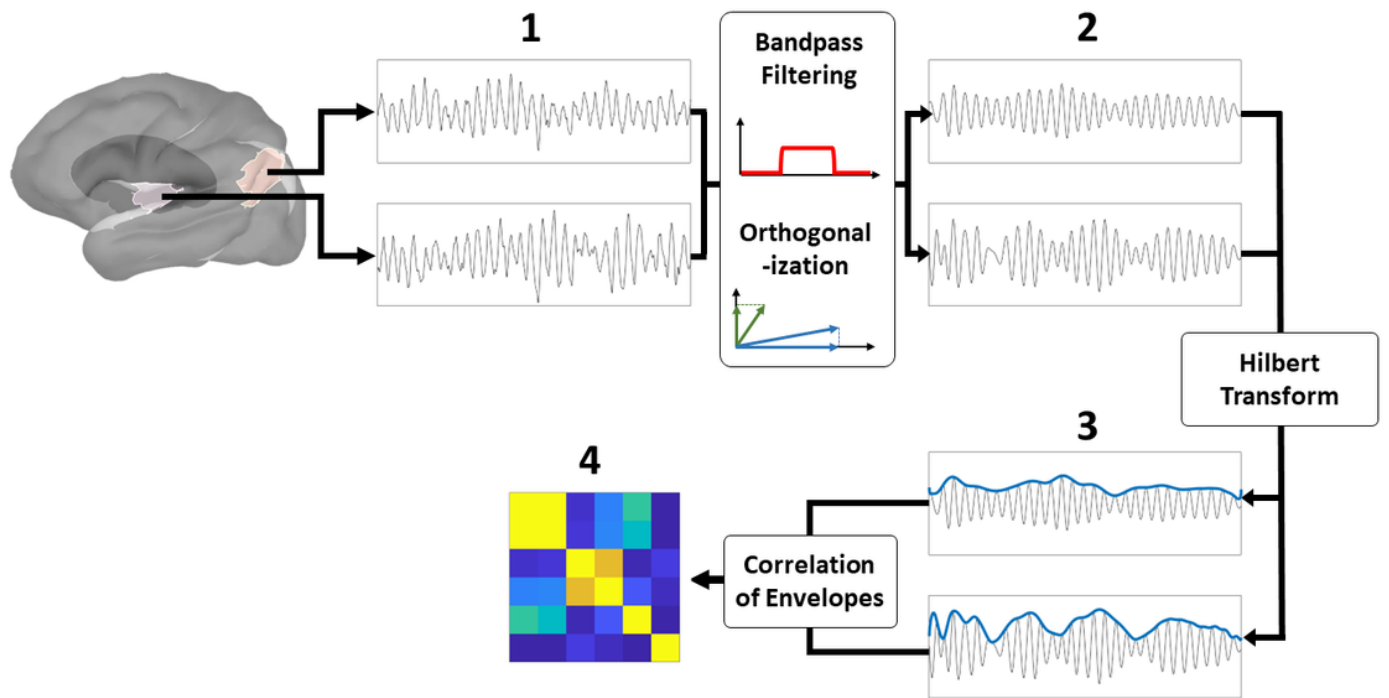 1
2
Bandpass
Filtering
Orthogonal
-ization
Hilbert
Transform
3
4
Correlation
of Envelopes